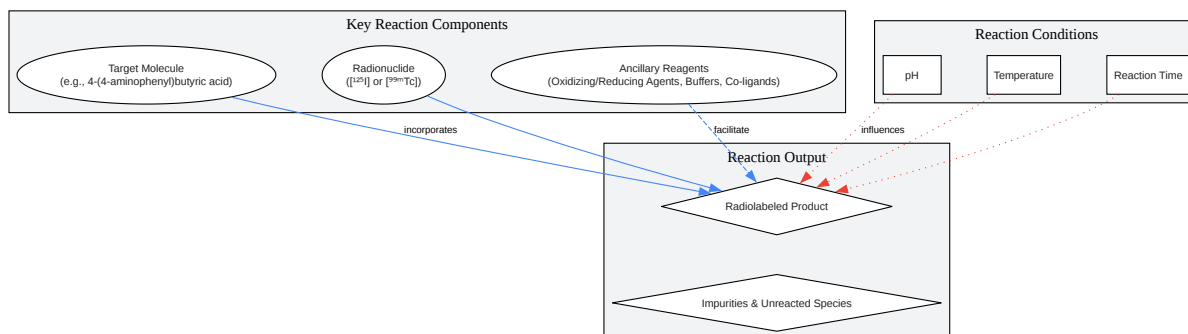 Key Reaction Components
Reaction Conditions
Target Molecule
(e.g., 4-(4-aminophenyl)butyric acid)
Radionuclide
([¹²⁵I] or [⁹⁹ᵐTc])
Ancillary Reagents
(Oxidizing/Reducing Agents, Buffers, Co-ligands)
pH
Temperature
Reaction Time
incorporates
facilitate
influences
Reaction Output
Radiolabeled Product
Impurities & Unreacted Species